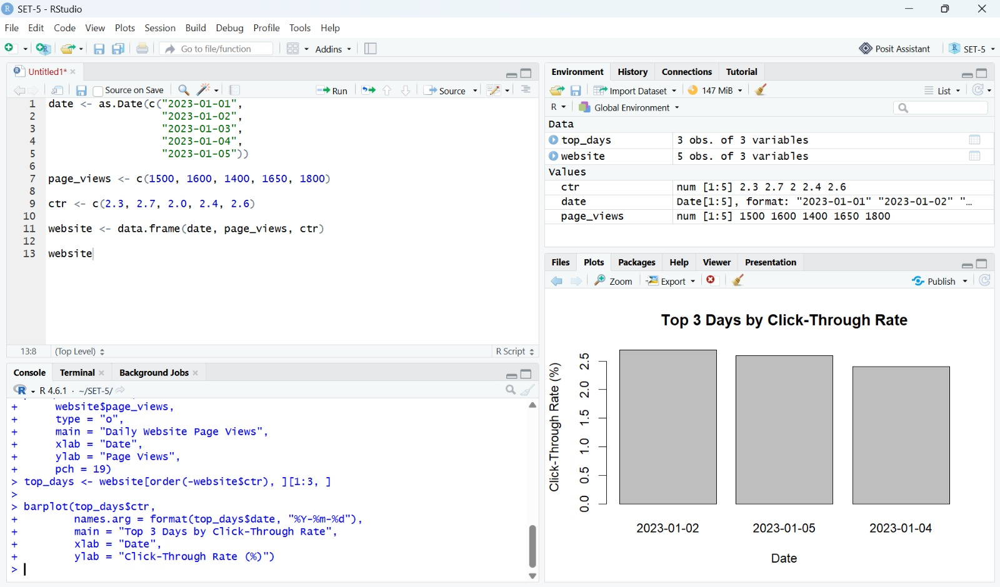 SET-5 - RStudio
File Edit Code View Plots Session Build Debug Profile Tools Help
Go to file/function Addins Posit Assistant SET-5
Untitled1*
Source on Save Run Source
1 date <- as.Date(c("2023-01-01",
2 "2023-01-02",
3 "2023-01-03",
4 "2023-01-04",
5 "2023-01-05"))
6
7 page_views <- c(1500, 1600, 1400, 1650, 1800)
8
9 ctr <- c(2.3, 2.7, 2.0, 2.4, 2.6)
10
11 website <- data.frame(date, page_views, ctr)
12
13 website
13:8 (Top Level) R Script
Console Terminal Background Jobs
R 4.6.1 · ~/SET-5/
+ website$page_views,
+ type = "o",
+ main = "Daily Website Page Views",
+ xlab = "Date",
+ ylab = "Page Views",
+ pch = 19)
> top_days <- website[order(-website$ctr), ][1:3, ]
>
> barplot(top_days$ctr,
+ names.arg = format(top_days$date, "%Y-%m-%d"),
+ main = "Top 3 Days by Click-Through Rate",
+ xlab = "Date",
+ ylab = "Click-Through Rate (%)")
>
Environment History Connections Tutorial
Import Dataset 147 MiB List
R Global Environment
Data
top_days 3 obs. of 3 variables
website 5 obs. of 3 variables
Values
ctr num [1:5] 2.3 2.7 2 2.4 2.6
date Date[1:5], format: "2023-01-01" "2023-01-02" "…
page_views num [1:5] 1500 1600 1400 1650 1800
Files Plots Packages Help Viewer Presentation
Zoom Export Publish
Top 3 Days by Click-Through Rate
Click-Through Rate (%)
2.5
2.0
1.5
1.0
0.5
0.0
2023-01-02 2023-01-05 2023-01-04
Date